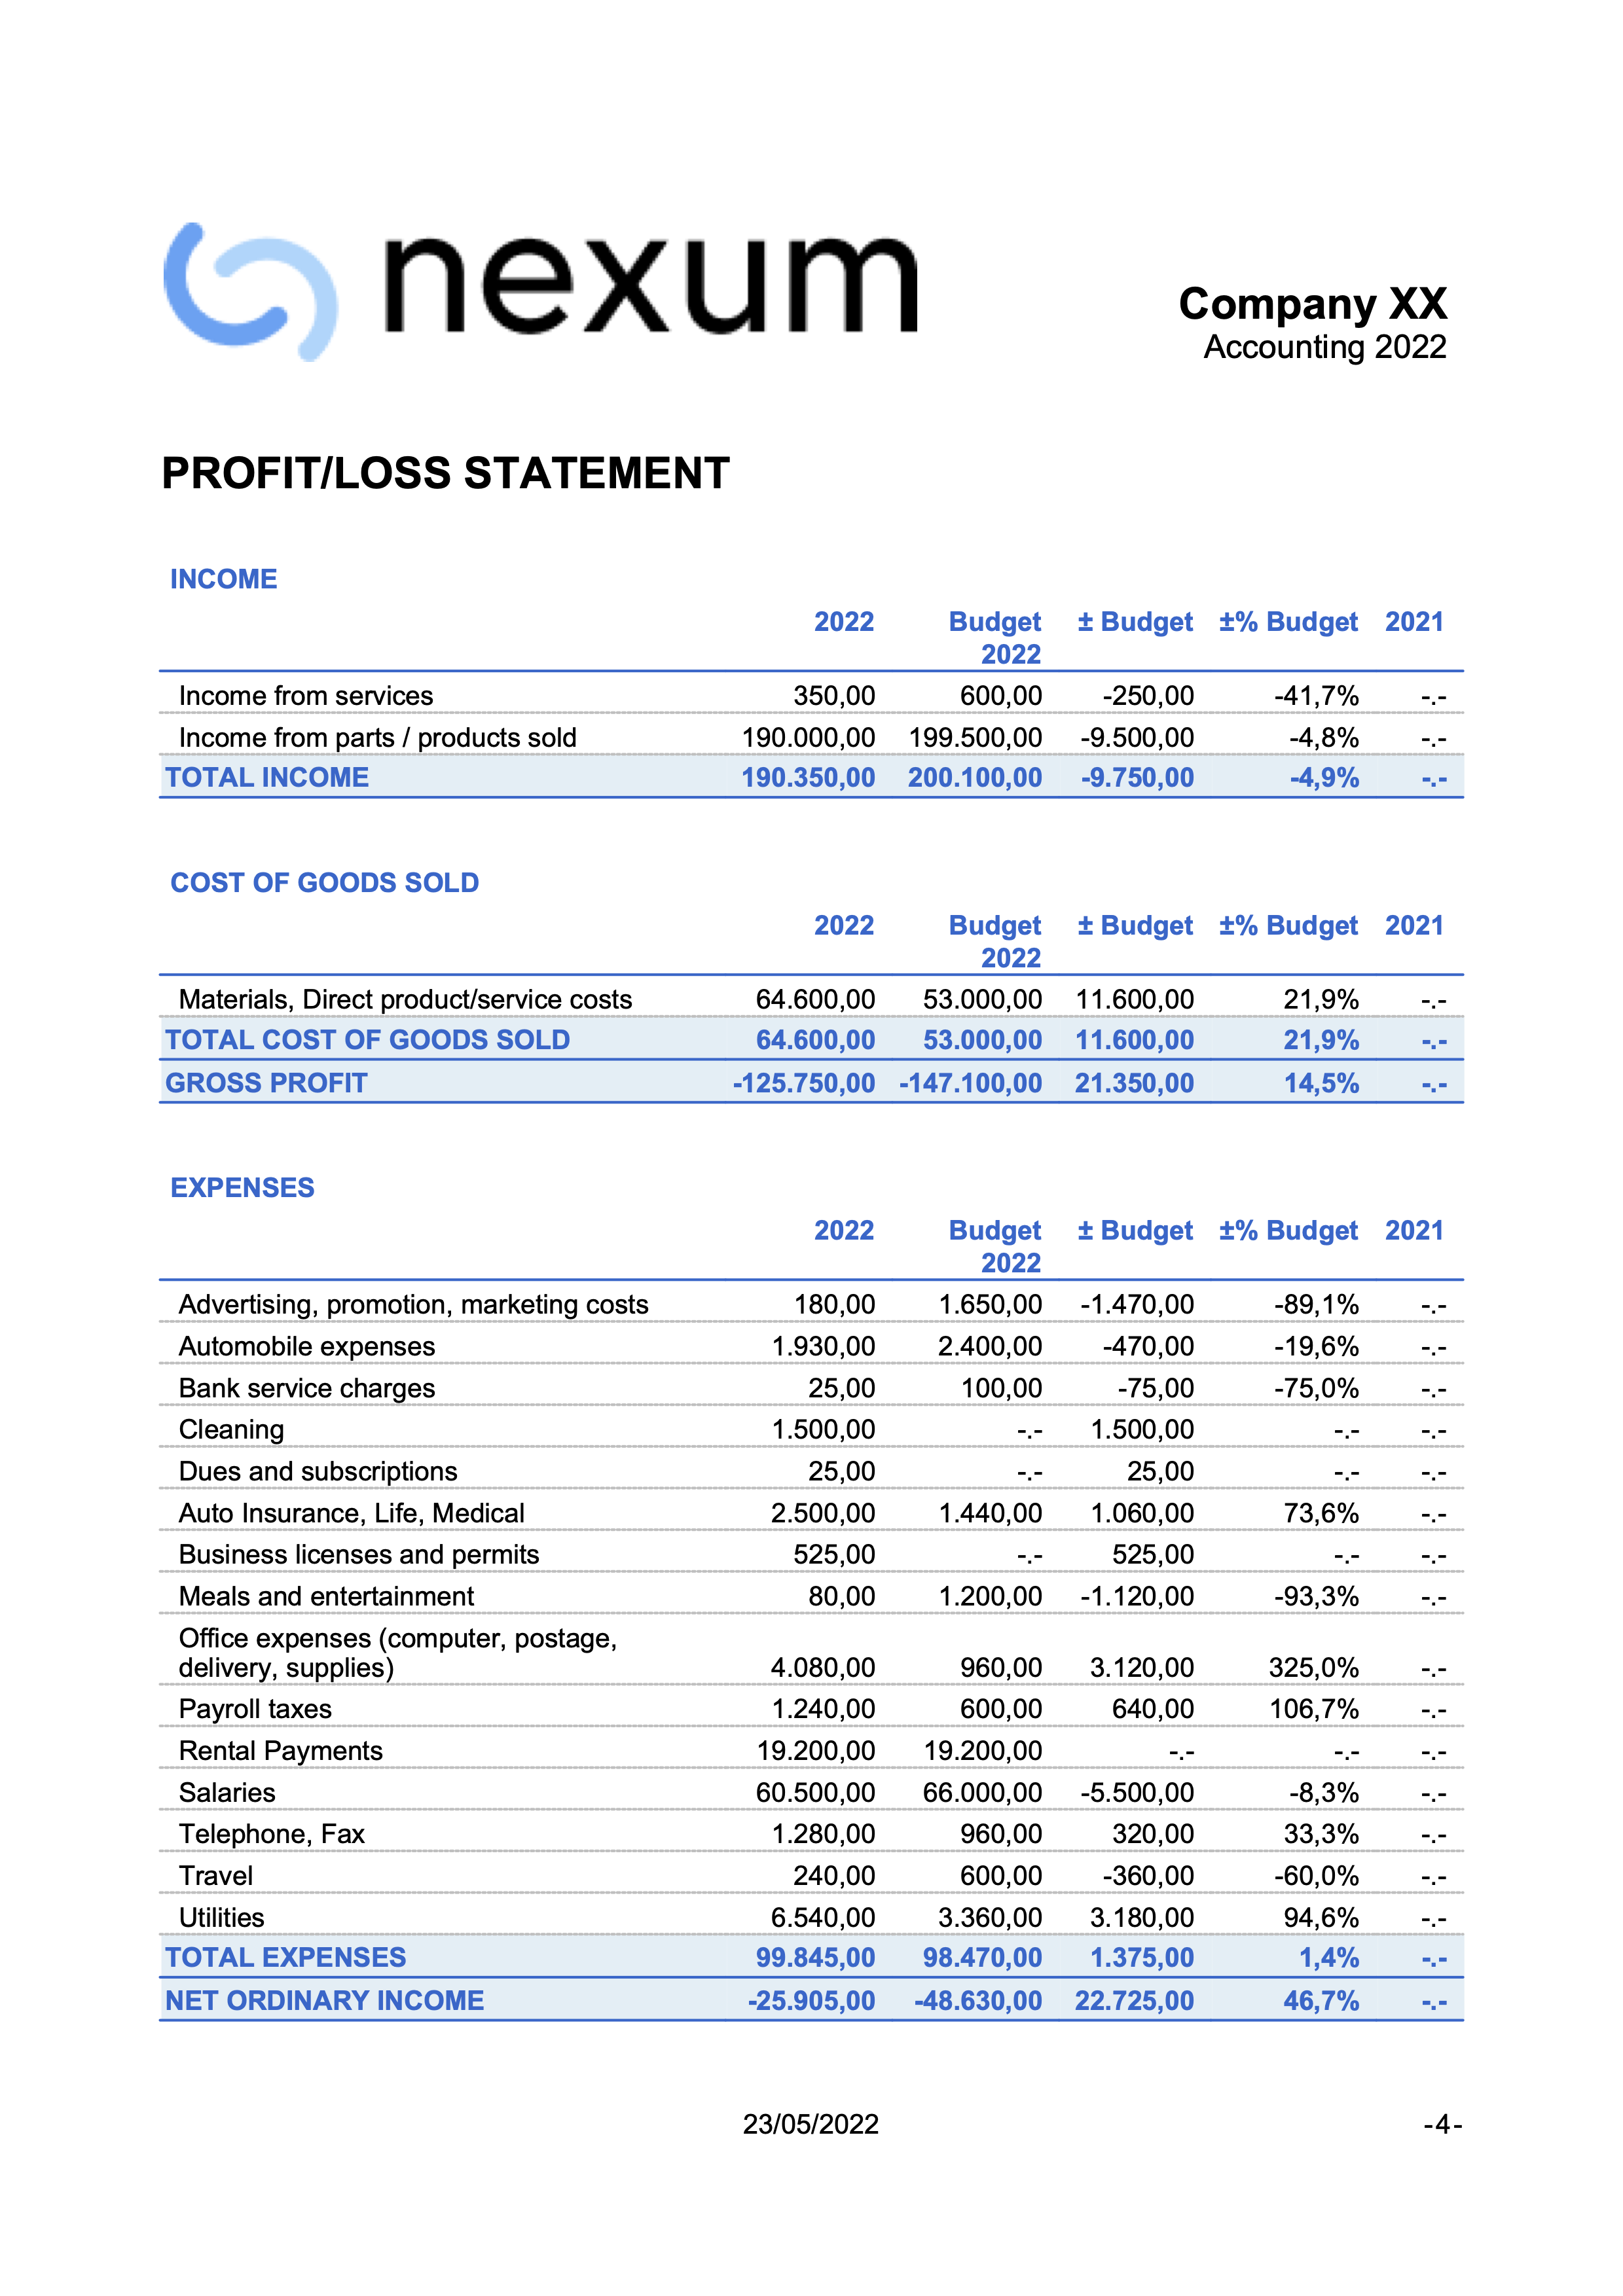 nexum
Company XX
Accounting 2022
PROFIT/LOSS STATEMENT
INCOME
2022 Budget ± Budget ±% Budget 2021
2022
Income from services 350,00 600,00 -250,00 -41,7% -.-
Income from parts / products sold 190.000,00 199.500,00 -9.500,00 -4,8% -.-
TOTAL INCOME 190.350,00 200.100,00 -9.750,00 -4,9% -.-
COST OF GOODS SOLD
2022 Budget ± Budget ±% Budget 2021
2022
Materials, Direct product/service costs 64.600,00 53.000,00 11.600,00 21,9% -.-
TOTAL COST OF GOODS SOLD 64.600,00 53.000,00 11.600,00 21,9% -.-
GROSS PROFIT -125.750,00 -147.100,00 21.350,00 14,5% -.-
EXPENSES
2022 Budget ± Budget ±% Budget 2021
2022
Advertising, promotion, marketing costs 180,00 1.650,00 -1.470,00 -89,1% -.-
Automobile expenses 1.930,00 2.400,00 -470,00 -19,6% -.-
Bank service charges 25,00 100,00 -75,00 -75,0% -.-
Cleaning 1.500,00 -.- 1.500,00 -.- -.-
Dues and subscriptions 25,00 -.- 25,00 -.- -.-
Auto Insurance, Life, Medical 2.500,00 1.440,00 1.060,00 73,6% -.-
Business licenses and permits 525,00 -.- 525,00 -.- -.-
Meals and entertainment 80,00 1.200,00 -1.120,00 -93,3% -.-
Office expenses (computer, postage,
delivery, supplies) 4.080,00 960,00 3.120,00 325,0% -.-
Payroll taxes 1.240,00 600,00 640,00 106,7% -.-
Rental Payments 19.200,00 19.200,00 -.- -.- -.-
Salaries 60.500,00 66.000,00 -5.500,00 -8,3% -.-
Telephone, Fax 1.280,00 960,00 320,00 33,3% -.-
Travel 240,00 600,00 -360,00 -60,0% -.-
Utilities 6.540,00 3.360,00 3.180,00 94,6% -.-
TOTAL EXPENSES 99.845,00 98.470,00 1.375,00 1,4% -.-
NET ORDINARY INCOME -25.905,00 -48.630,00 22.725,00 46,7% -.-
23/05/2022 -4-